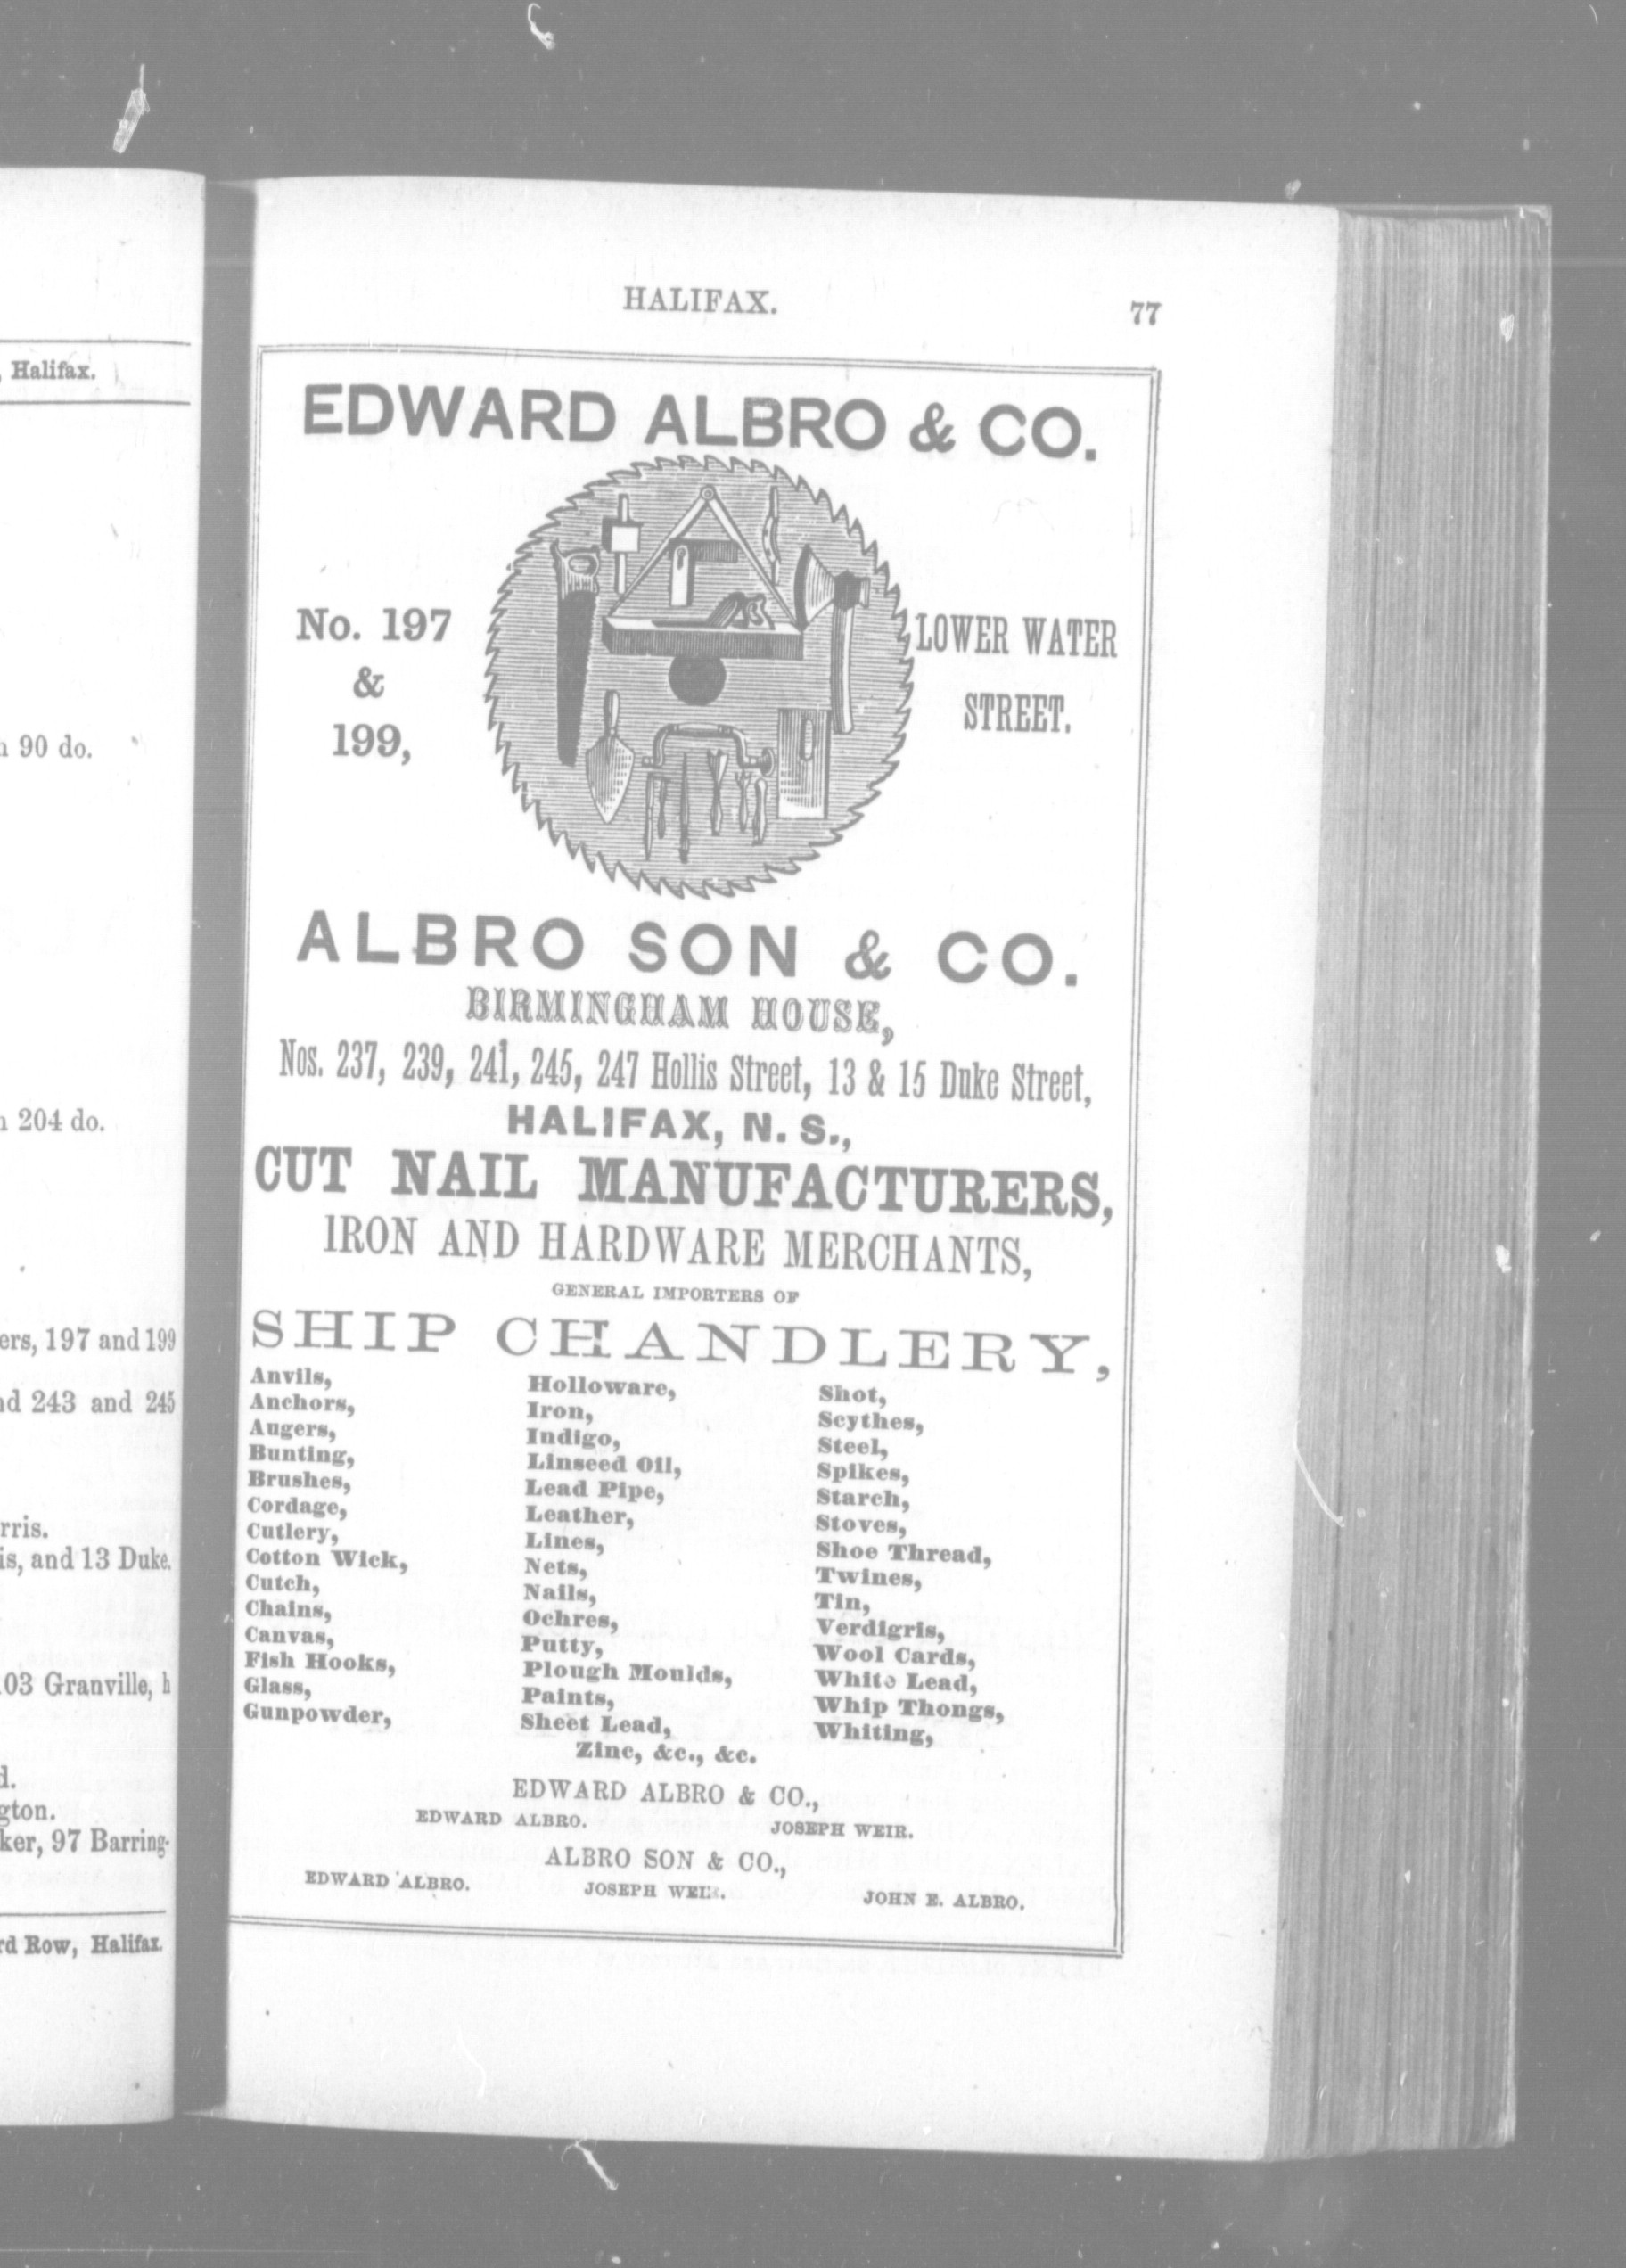 , Halifax.
90 do.
204 do.
ers, 197 and 199
nd 243 and 245
rris.
is, and 13 Duke.
03 Granville, h
d.
gton.
ker, 97 Barring-
rd Row, Halifax.
HALIFAX.
77
EDWARD ALBRO & CO.
No. 197
&
199,
LOWER WATER
STREET.
ALBRO SON & CO.
BIRMINGHAM HOUSE,
Nos. 237, 239, 241, 245, 247 Hollis Street, 13 & 15 Duke Street,
HALIFAX, N. S.,
CUT NAIL MANUFACTURERS,
IRON AND HARDWARE MERCHANTS,
GENERAL IMPORTERS OF
SHIP CHANDLERY,
Anvils,
Anchors,
Augers,
Bunting,
Brushes,
Cordage,
Cutlery,
Cotton Wick,
Cutch,
Chains,
Canvas,
Fish Hooks,
Glass,
Gunpowder,
Holloware,
Iron,
Indigo,
Linseed Oil,
Lead Pipe,
Leather,
Lines,
Nets,
Nails,
Ochres,
Putty,
Plough Moulds,
Paints,
Sheet Lead,
Shot,
Scythes,
Steel,
Spikes,
Starch,
Stoves,
Shoe Thread,
Twines,
Tin,
Verdigris,
Wool Cards,
White Lead,
Whip Thongs,
Whiting,
Zinc, &c., &c.
EDWARD ALBRO & CO.,
EDWARD ALBRO. JOSEPH WEIR.
ALBRO SON & CO.,
EDWARD ALBRO. JOSEPH WEIR. JOHN E. ALBRO.